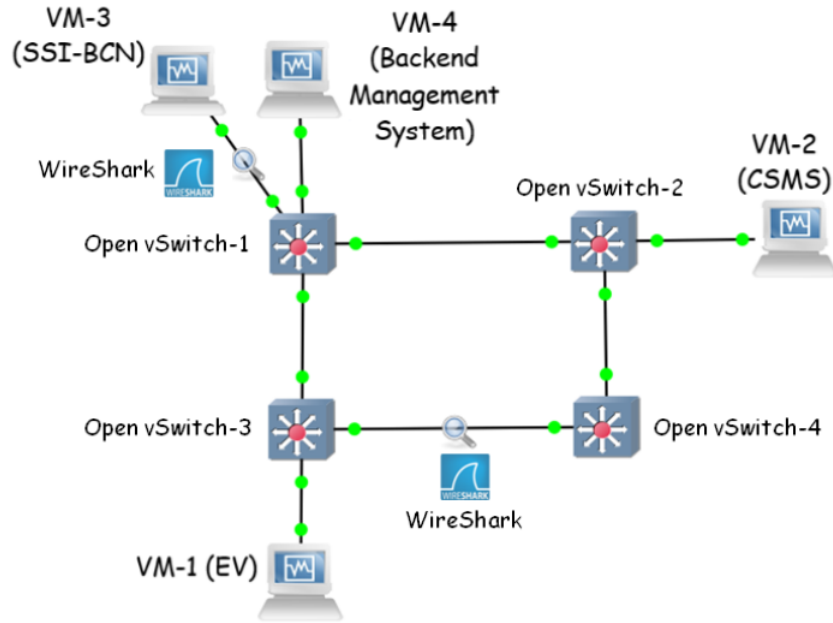 VM-3
(SSI-BCN)
VM-4
(Backend
Management
System)
WireShark
WIRESHARK
VM-2
(CSMS)
Open vSwitch-2
Open vSwitch-1
Open vSwitch-3
Open vSwitch-4
WIRESHARK
WireShark
VM-1 (EV)